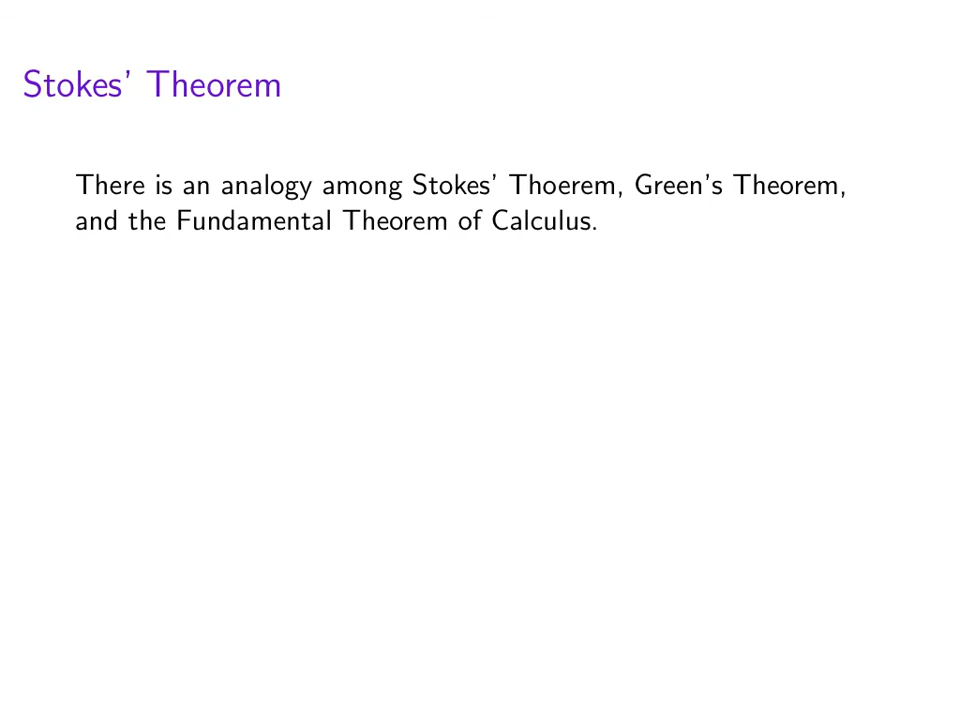 Stokes’ Theorem
There is an analogy among Stokes’ Thoerem, Green’s Theorem,
and the Fundamental Theorem of Calculus.